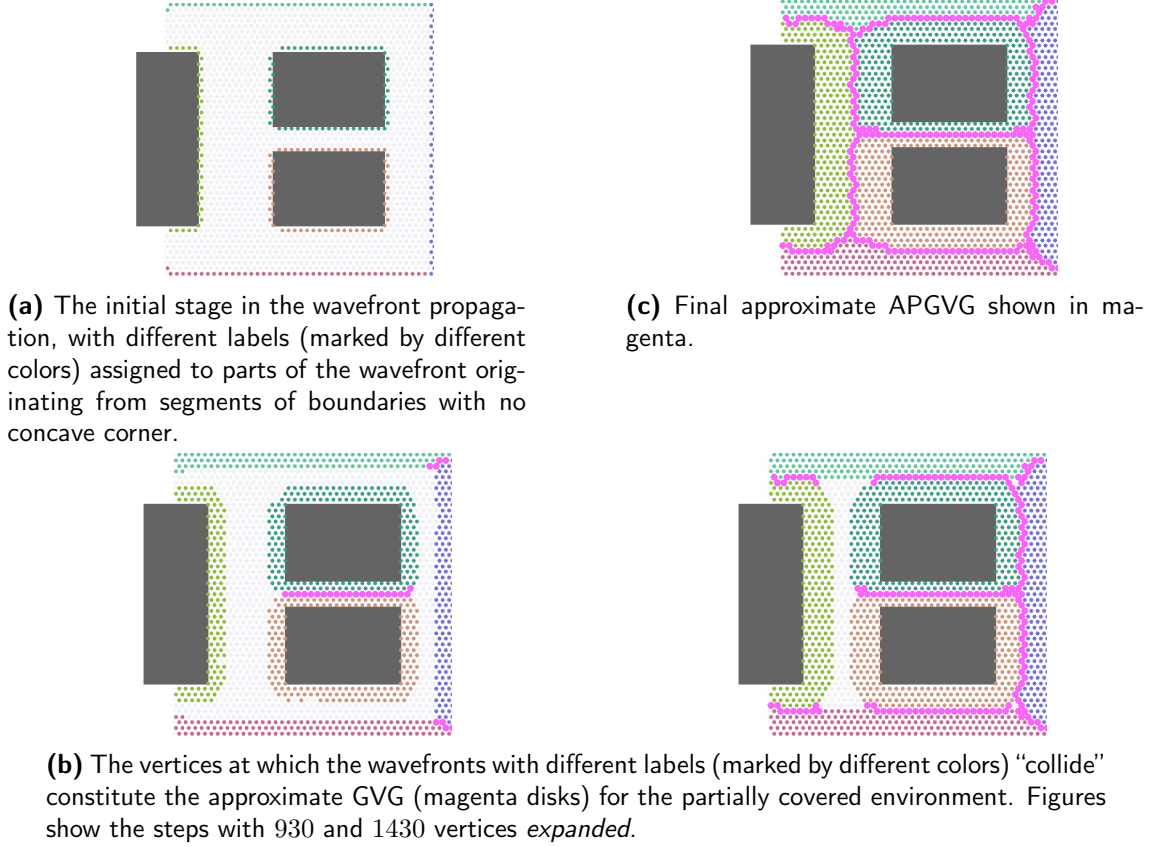 (a) The initial stage in the wavefront propaga-
tion, with different labels (marked by different
colors) assigned to parts of the wavefront orig-
inating from segments of boundaries with no
concave corner.
(c) Final approximate APGVG shown in ma-
genta.
(b) The vertices at which the wavefronts with different labels (marked by different colors) “collide”
constitute the approximate GVG (magenta disks) for the partially covered environment. Figures
show the steps with 930 and 1430 vertices expanded.